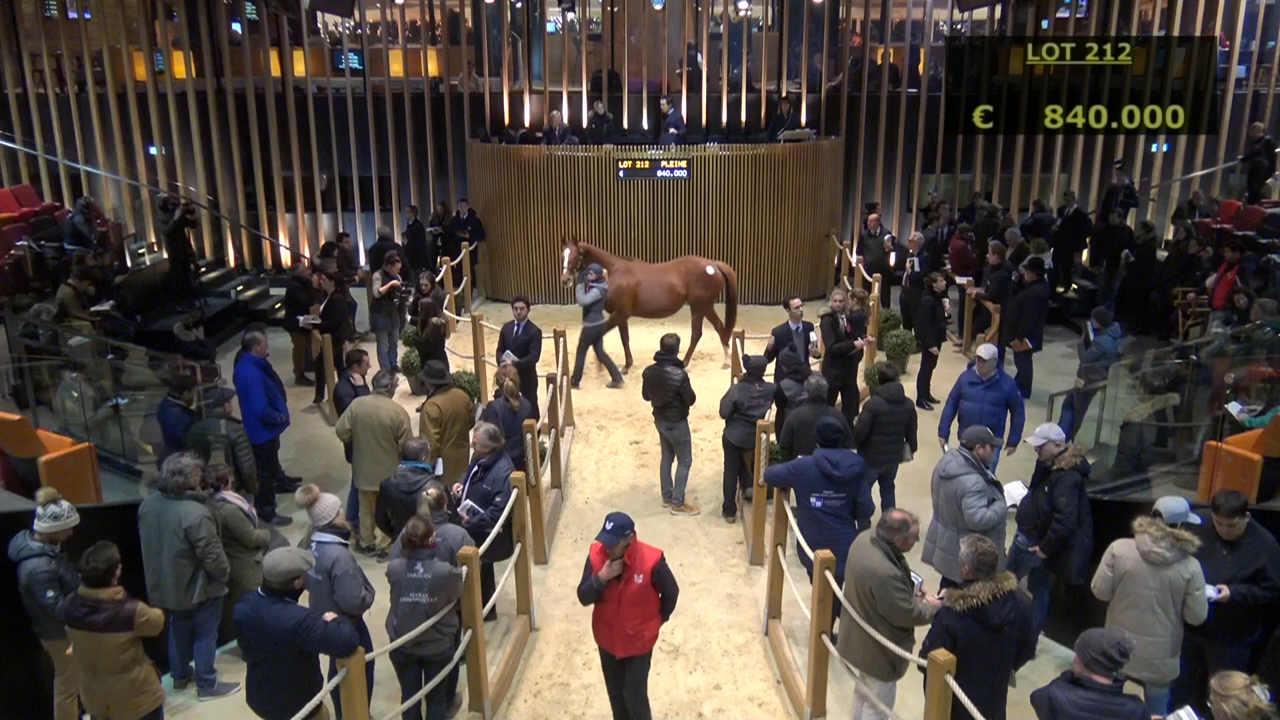 LOT 212
€ 840.000
LOT 212 PLEINE
€ 840.000